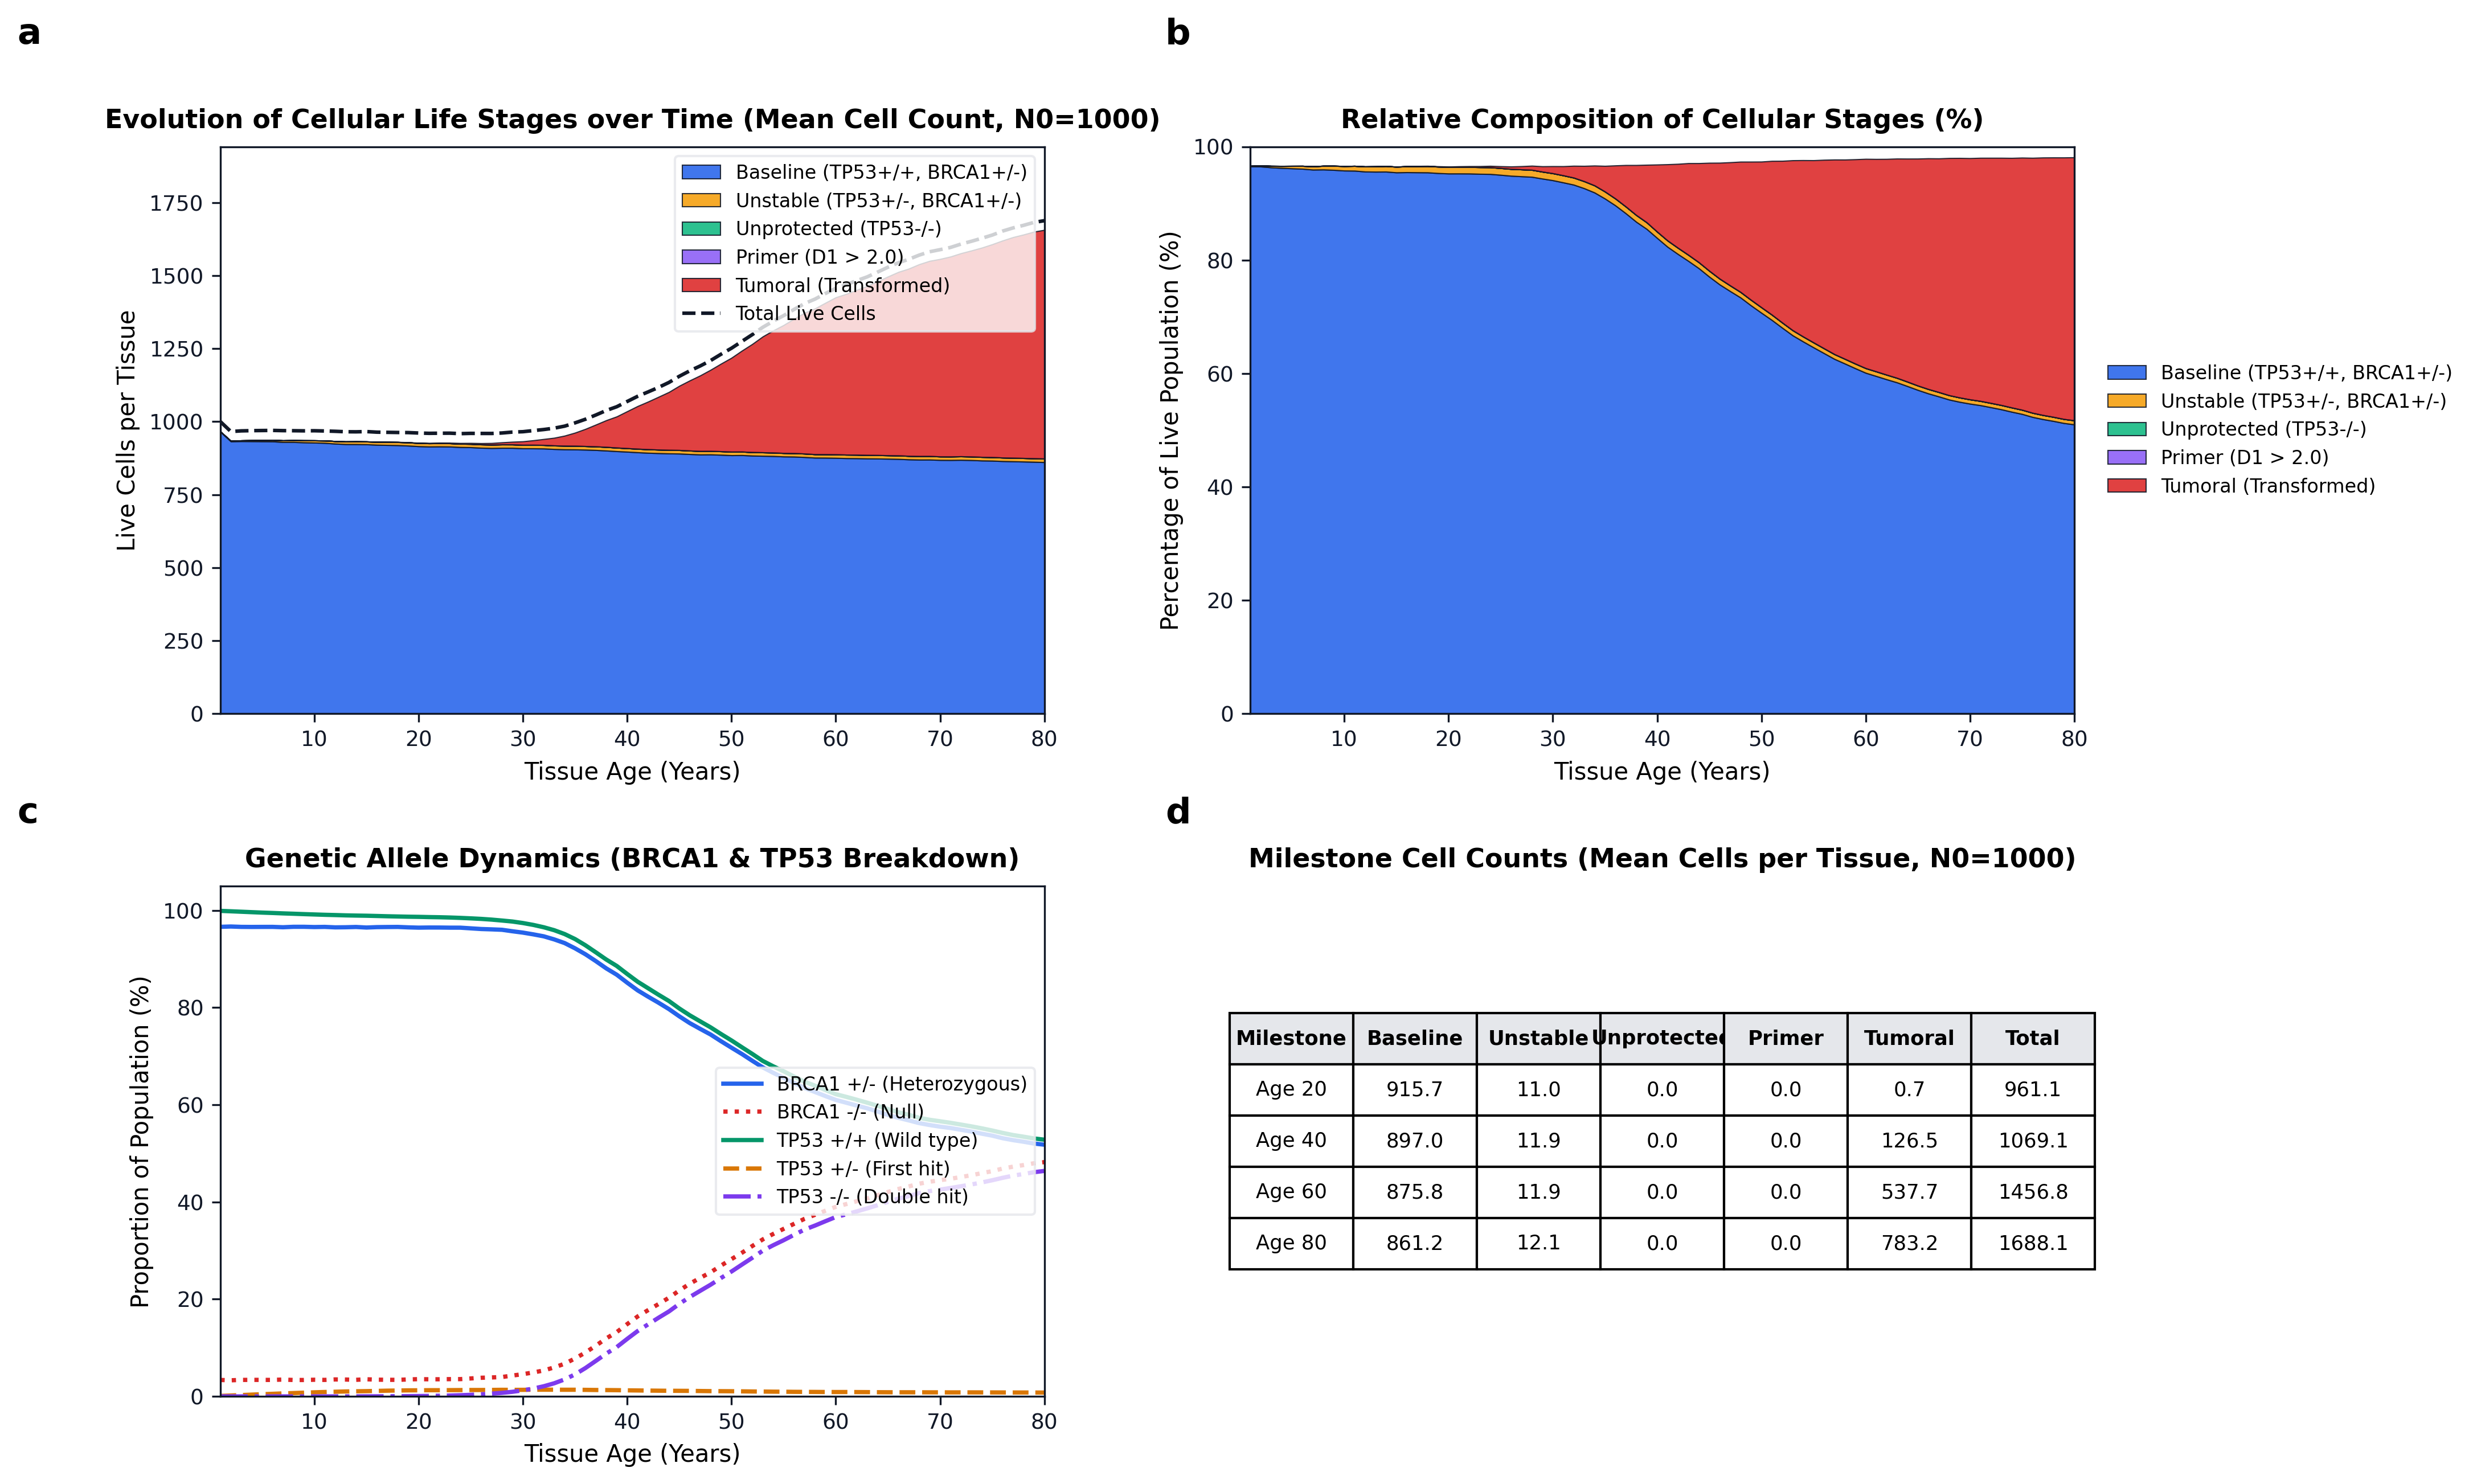 a
Evolution of Cellular Life Stages over Time (Mean Cell Count, N0=1000)
Live Cells per Tissue
1750
1500
1250
1000
750
500
250
0
10 20 30 40 50 60 70 80
Tissue Age (Years)
Baseline (TP53+/+, BRCA1+/-)
Unstable (TP53+/-, BRCA1+/-)
Unprotected (TP53-/-)
Primer (D1 > 2.0)
Tumoral (Transformed)
Total Live Cells
b
Relative Composition of Cellular Stages (%)
Percentage of Live Population (%)
100
80
60
40
20
0
10 20 30 40 50 60 70 80
Tissue Age (Years)
Baseline (TP53+/+, BRCA1+/-)
Unstable (TP53+/-, BRCA1+/-)
Unprotected (TP53-/-)
Primer (D1 > 2.0)
Tumoral (Transformed)
c
Genetic Allele Dynamics (BRCA1 & TP53 Breakdown)
Proportion of Population (%)
100
80
60
40
20
0
10 20 30 40 50 60 70 80
Tissue Age (Years)
BRCA1 +/- (Heterozygous)
BRCA1 -/- (Null)
TP53 +/+ (Wild type)
TP53 +/- (First hit)
TP53 -/- (Double hit)
d
Milestone Cell Counts (Mean Cells per Tissue, N0=1000)
Milestone Baseline Unstable Unprotected Primer Tumoral Total
Age 20 915.7 11.0 0.0 0.0 0.7 961.1
Age 40 897.0 11.9 0.0 0.0 126.5 1069.1
Age 60 875.8 11.9 0.0 0.0 537.7 1456.8
Age 80 861.2 12.1 0.0 0.0 783.2 1688.1